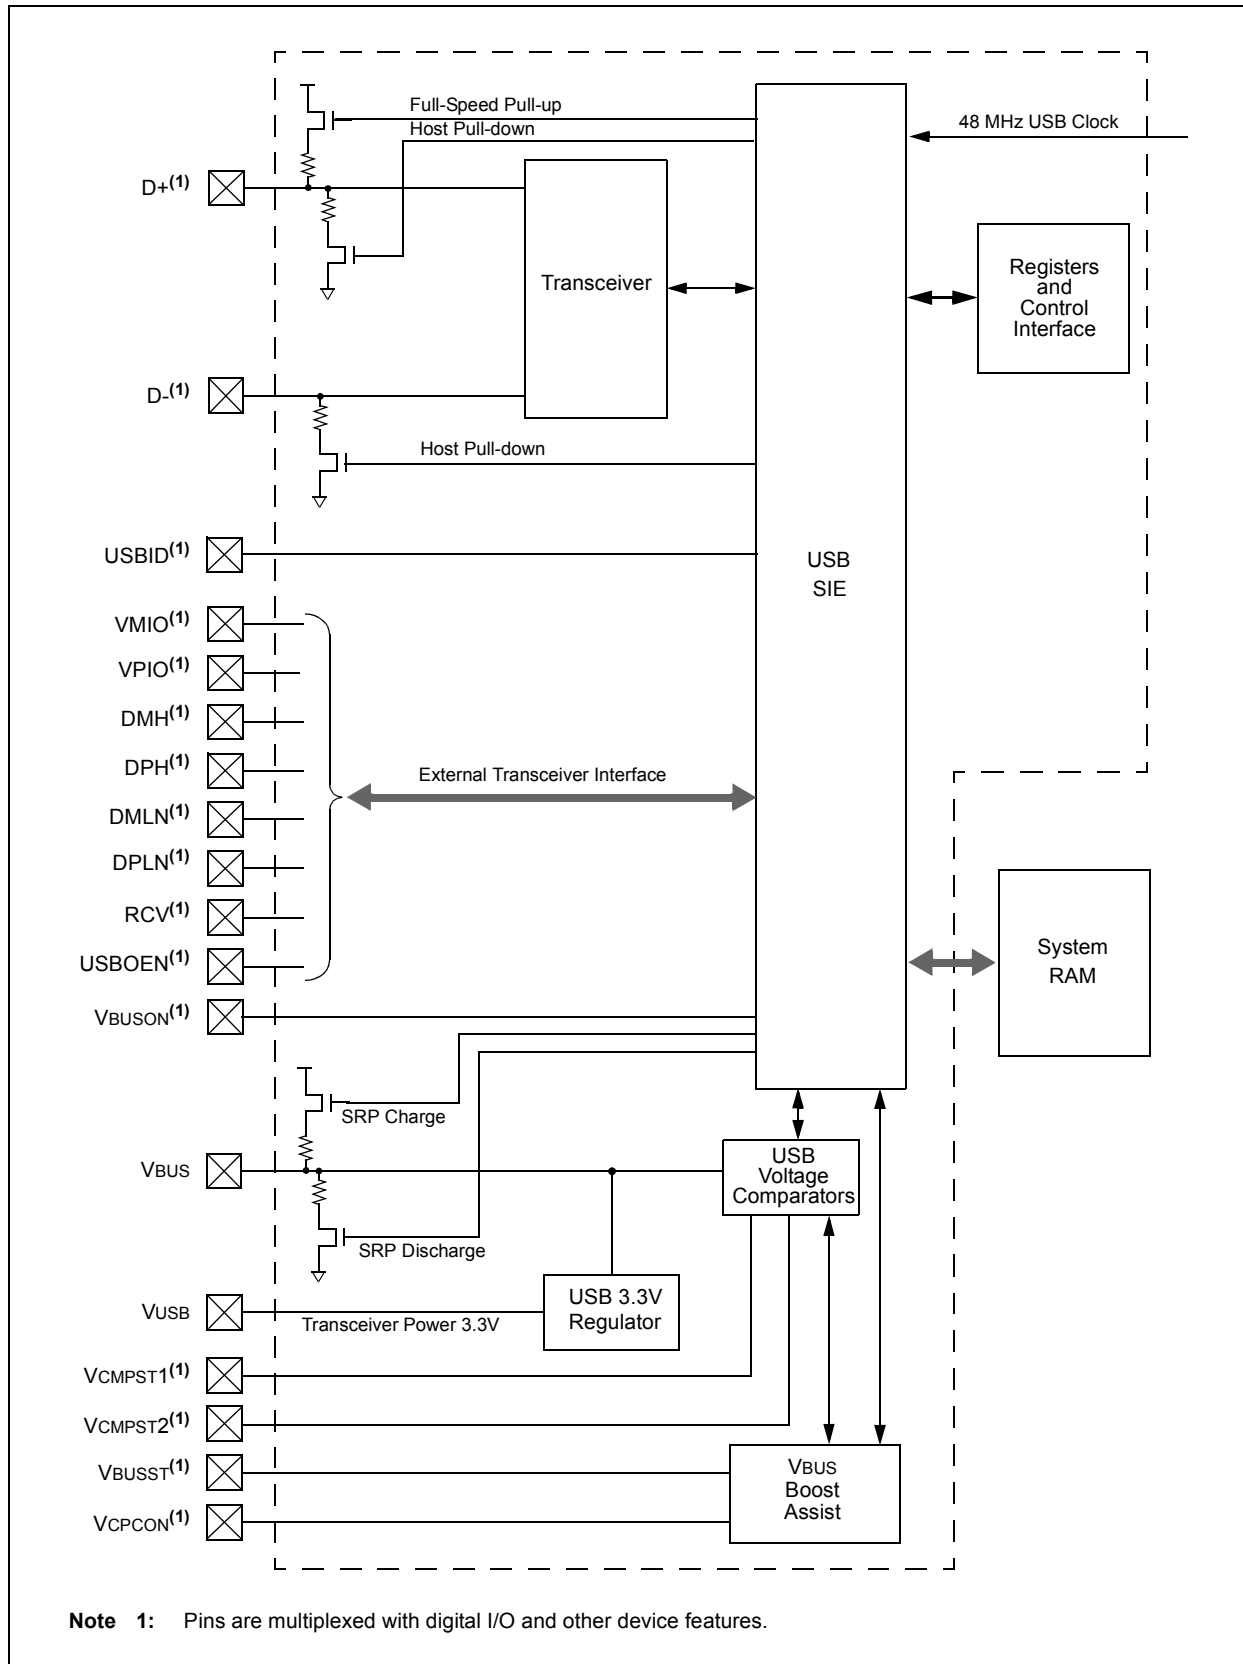 Full-Speed Pull-up
Host Pull-down
48 MHz USB Clock
D+(1)
Transceiver
Registers
and
Control
Interface
D-(1)
Host Pull-down
USBID(1)
USB
SIE
VMIO(1)
VPIO(1)
DMH(1)
DPH(1)
External Transceiver Interface
DMLN(1)
DPLN(1)
RCV(1)
USBOEN(1)
System
RAM
VBUSON(1)
SRP Charge
VBUS
USB
Voltage
Comparators
SRP Discharge
VUSB
Transceiver Power 3.3V
USB 3.3V
Regulator
VCMPST1(1)
VCMPST2(1)
VBUSST(1)
VBUS
Boost
Assist
VCPCON(1)
Note 1: Pins are multiplexed with digital I/O and other device features.